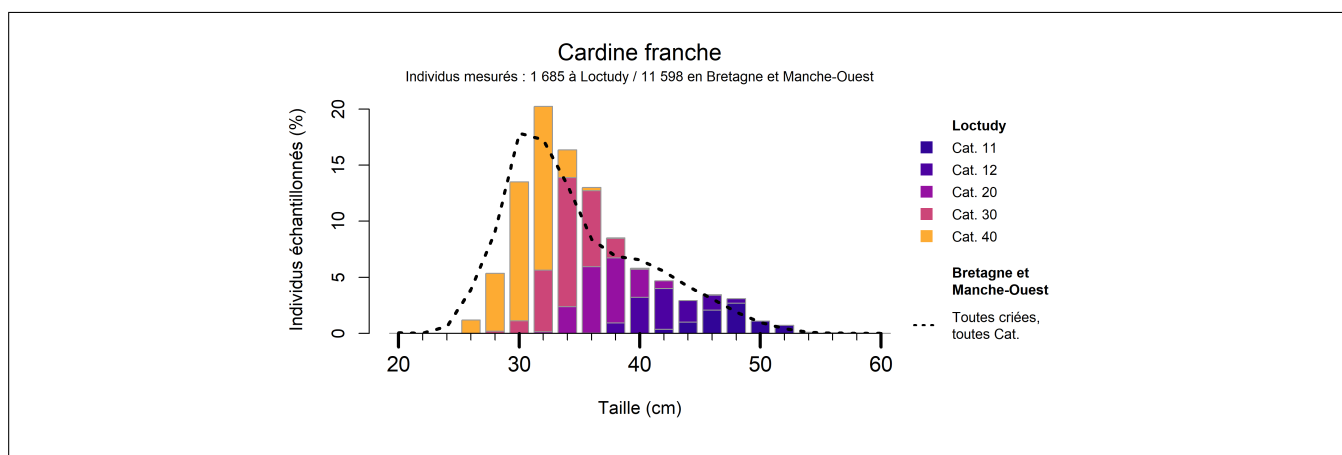 Cardine franche
Individus mesurés : 1 685 à Loctudy / 11 598 en Bretagne et Manche-Ouest
Individus échantillonnés (%)
20
15
10
5
0
20 30 40 50 60
Taille (cm)
Loctudy
Cat. 11
Cat. 12
Cat. 20
Cat. 30
Cat. 40
Bretagne et
Manche-Ouest
Toutes criées,
toutes Cat.